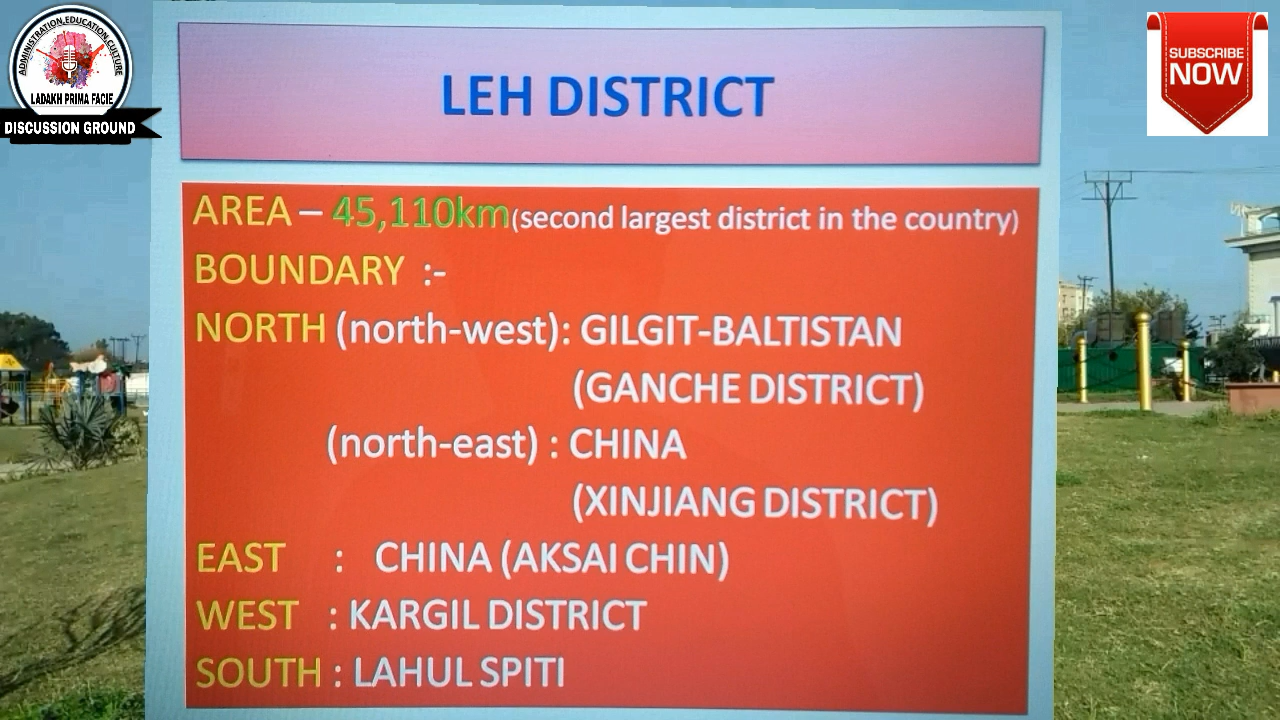 ADMINISTRATION,EDUCATION,CULTURE
LADAKH PRIMA FACIE
DISCUSSION GROUND
SUBSCRIBE
NOW
LEH DISTRICT
AREA – 45,110km(second largest district in the country)
BOUNDARY :-
NORTH (north-west): GILGIT-BALTISTAN
(GANCHE DISTRICT)
(north-east) : CHINA
(XINJIANG DISTRICT)
EAST : CHINA (AKSAI CHIN)
WEST : KARGIL DISTRICT
SOUTH : LAHUL SPITI